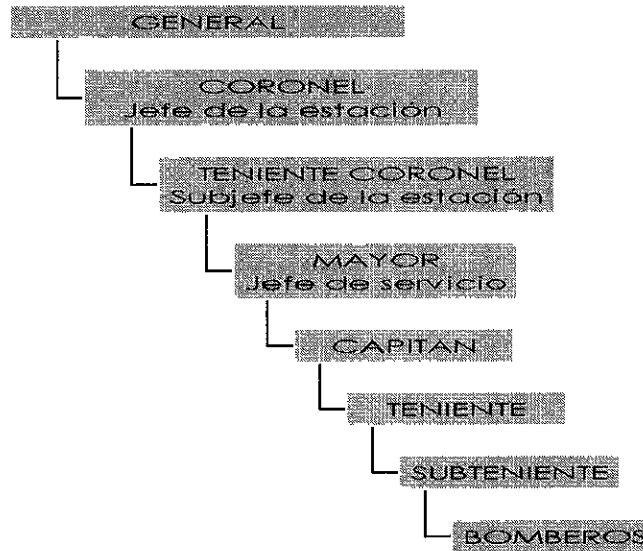 GENERAL
CORONEL
Jefe de la estación
TENIENTE CORONEL
Subjefe de la estación
MAYOR
Jefe de servicio
CAPITAN
TENIENTE
SUBTENIENTE
BOMBEROS